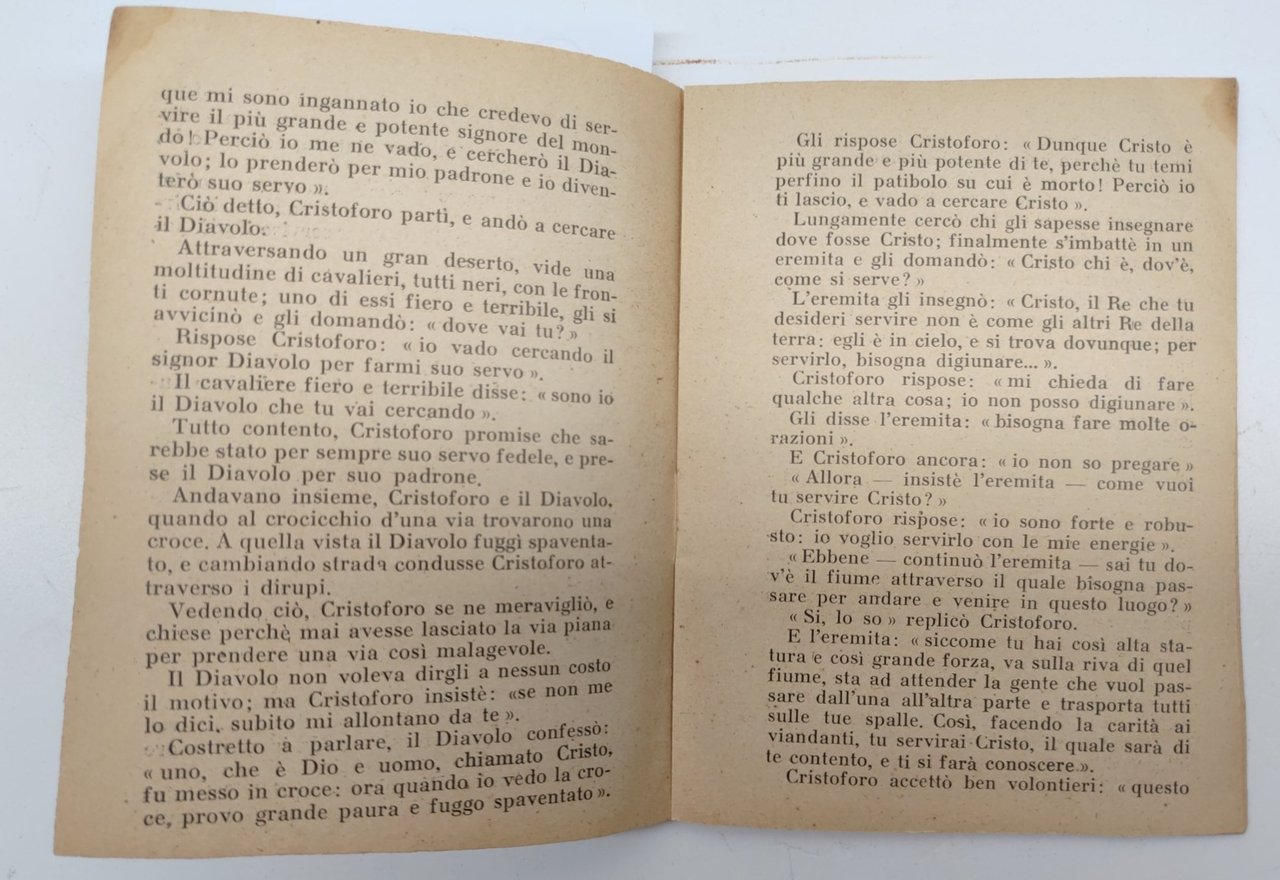 que mi sono ingannato io che credevo di ser-
vire il più grande e potente signore del mon-
do! Perciò io me ne vado, e cercherò il Dia-
volo; lo prenderò per mio padrone e io diven-
terò suo servo ».
Ciò detto, Cristoforo partì, e andò a cercare
il Diavolo.
Attraversando un gran deserto, vide una
moltitudine di cavalieri, tutti neri, con le fron-
ti cornute; uno di essi fiero e terribile, gli si
avvicinò e gli domandò: « dove vai tu? »
Rispose Cristoforo: « io vado cercando il
signor Diavolo per farmi suo servo ».
Il cavaliere fiero e terribile disse: « sono io
il Diavolo che tu vai cercando ».
Tutto contento, Cristoforo promise che sa-
rebbe stato per sempre suo servo fedele, e pre-
se il Diavolo per suo padrone.
Andavano insieme, Cristoforo e il Diavolo,
quando al crocicchio d'una via trovarono una
croce. A quella vista il Diavolo fuggì spaventa-
to, e cambiando strada condusse Cristoforo at-
traverso i dirupi.
Vedendo ciò, Cristoforo se ne meravigliò, e
chiese perchè mai avesse lasciato la via piana
per prendere una via così malagevole.
Il Diavolo non voleva dirgli a nessun costo
il motivo; ma Cristoforo insistè: «se non me
lo dici, subito mi allontano da te ».
Costretto a parlare, il Diavolo confessò:
« uno, che è Dio e uomo, chiamato Cristo,
fu messo in croce: ora quando io vedo la cro-
ce, provo grande paura e fuggo spaventato ».
Gli rispose Cristoforo: « Dunque Cristo è
più grande e più potente di te, perchè tu temi
perfino il patibolo su cui è morto! Perciò io
ti lascio, e vado a cercare Cristo ».
Lungamente cercò chi gli sapesse insegnare
dove fosse Cristo; finalmente s'imbattè in un
eremita e gli domandò: « Cristo chi è, dov'è,
come si serve? »
L'eremita gli insegnò: « Cristo, il Re che tu
desideri servire non è come gli altri Re della
terra: egli è in cielo, e si trova dovunque; per
servirlo, bisogna digiunare... ».
Cristoforo rispose: « mi chieda di fare
qualche altra cosa; io non posso digiunare ».
Gli disse l'eremita: « bisogna fare molte o-
razioni ».
E Cristoforo ancora: « io non so pregare »
« Allora — insistè l'eremita — come vuoi
tu servire Cristo? »
Cristoforo rispose: « io sono forte e robu-
sto: io voglio servirlo con le mie energie ».
« Ebbene — continuò l'eremita — sai tu do-
v'è il fiume attraverso il quale bisogna pas-
sare per andare e venire in questo luogo? »
« Si, lo so » replicò Cristoforo.
E l'eremita: « siccome tu hai così alta sta-
tura e così grande forza, va sulla riva di quel
fiume, sta ad attender la gente che vuol pas-
sare dall'una all'altra parte e trasporta tutti
sulle tue spalle. Così, facendo la carità ai
viandanti, tu servirai Cristo, il quale sarà di
te contento, e ti si farà conoscere ».
Cristoforo accettò ben volontieri: « questo